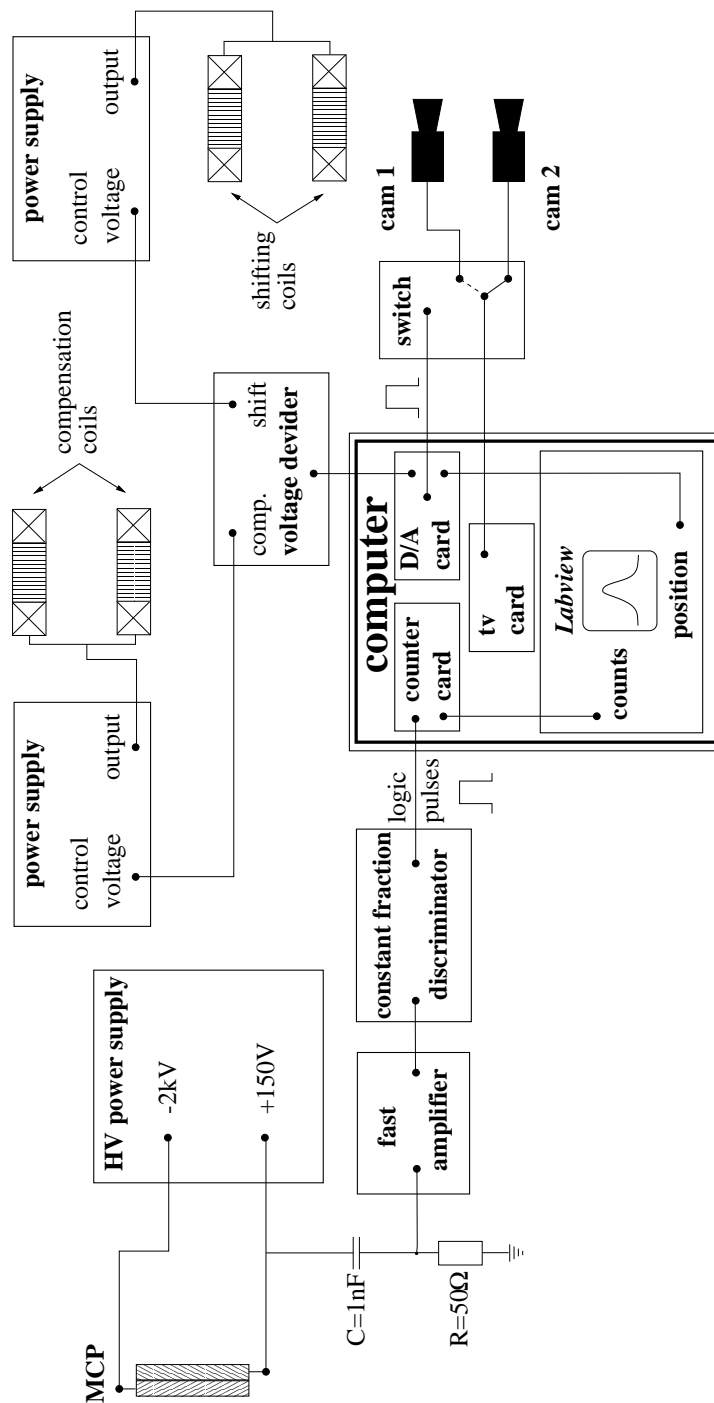 MCP
HV power supply
-2kV
+150V
C=1nF
R=50Ω
fast
amplifier
constant fraction
discriminator
logic
pulses
power supply
control
voltage
output
compensation
coils
comp.
shift
voltage devider
power supply
control
voltage
output
shifting
coils
computer
counter
card
D/A
card
tv
card
Labview
counts
position
switch
cam 1
cam 2